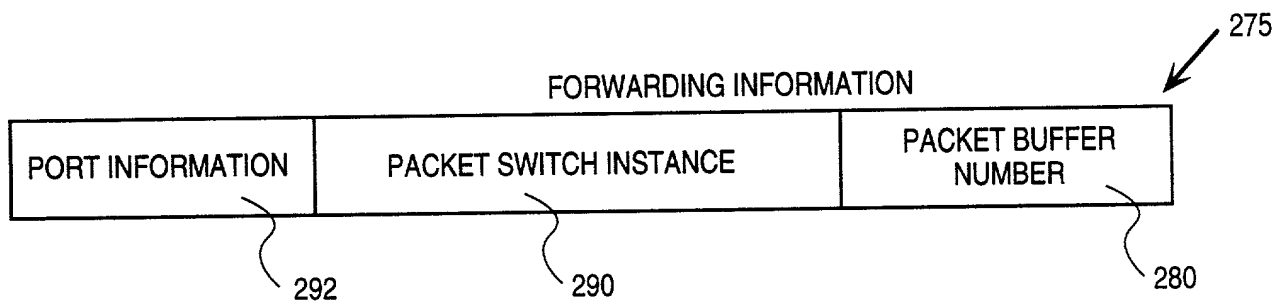 275
FORWARDING INFORMATION
PORT INFORMATION
PACKET SWITCH INSTANCE
PACKET BUFFER
NUMBER
292
290
280